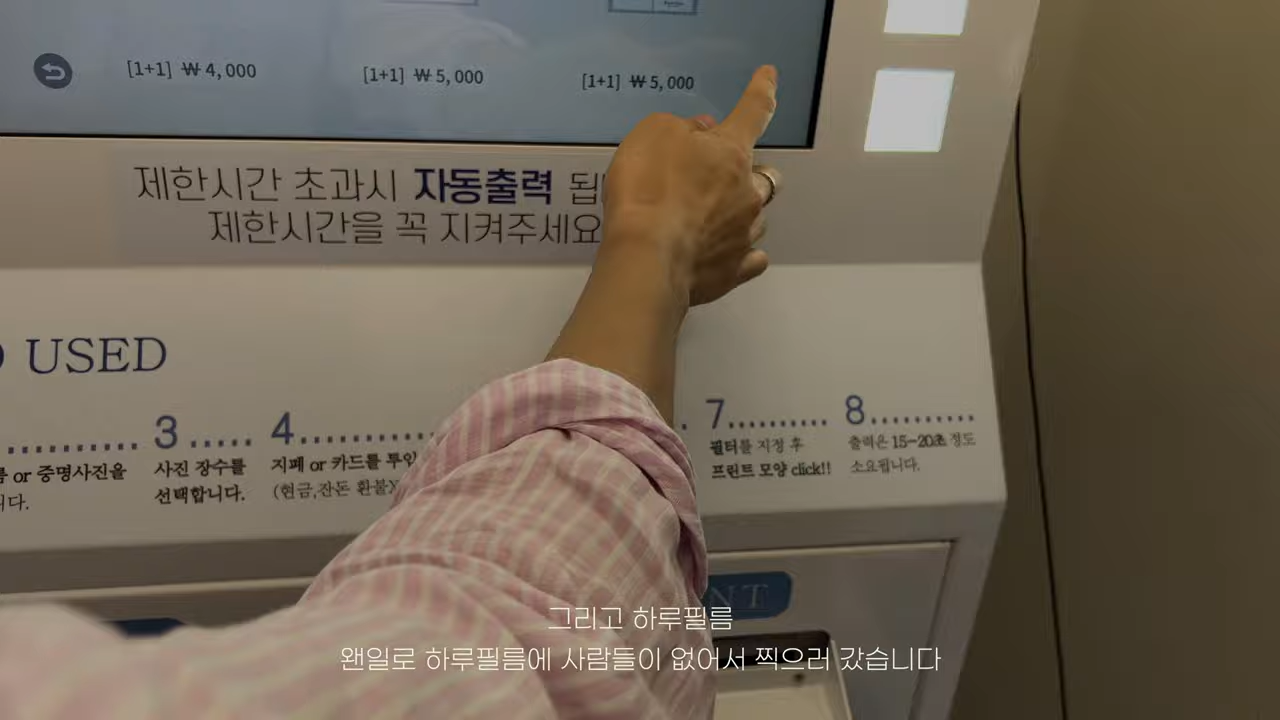 [1+1] ₩4,000
[1+1] ₩5,000
[1+1] ₩5,000
제한시간 초과시 자동출력
제한시간을 꼭 지켜주세요
USED
3
사진 장수를
선택합니다.
4
지폐 or 카드를 투입
(현금,잔돈 환불
7
필터를 지정 후
프린트 모양 click!!
8
출력은 15-20초 정도
소요됩니다.
or 증명사진을
그리고 하루필름
왠일로 하루필름에 사람들이 없어서 찍으러 갔습니다